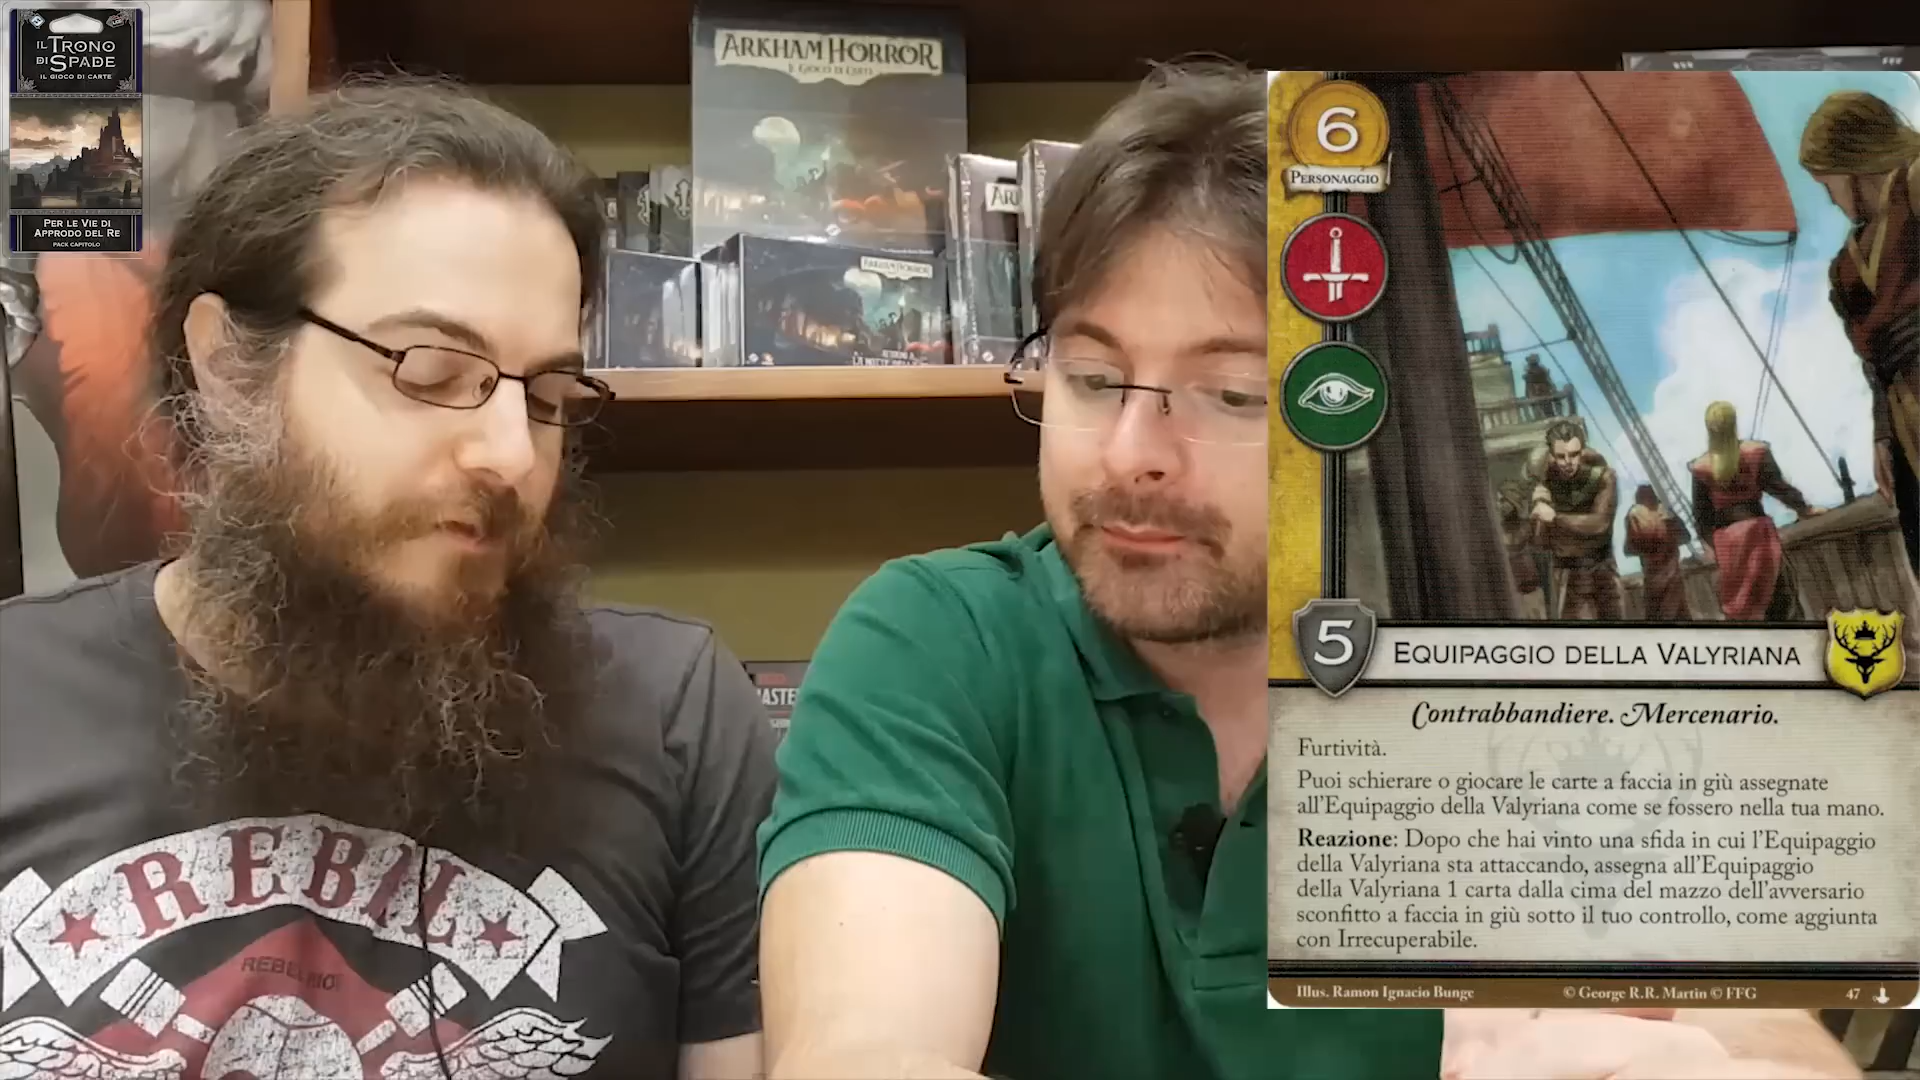 IL TRONO
DI SPADE
IL GIOCO DI CARTE
PER LE VIE DI
APPRODO DEL RE
PACK CAPITOLO
ARKHAM HORROR
IL GIOCO DI CARTE
ARKHAM HORROR
REBEL
6
PERSONAGGIO
5
EQUIPAGGIO DELLA VALYRIANA
Contrabbandiere. Mercenario.
Furtività.
Puoi schierare o giocare le carte a faccia in giù assegnate
all'Equipaggio della Valyriana come se fossero nella tua mano.
Reazione: Dopo che hai vinto una sfida in cui l'Equipaggio
della Valyriana sta attaccando, assegna all'Equipaggio
della Valyriana 1 carta dalla cima del mazzo dell'avversario
sconfitto a faccia in giù sotto il tuo controllo, come aggiunta
con Irrecuperabile.
Illus. Ramon Ignacio Bunge
© George R.R. Martin © FFG
47